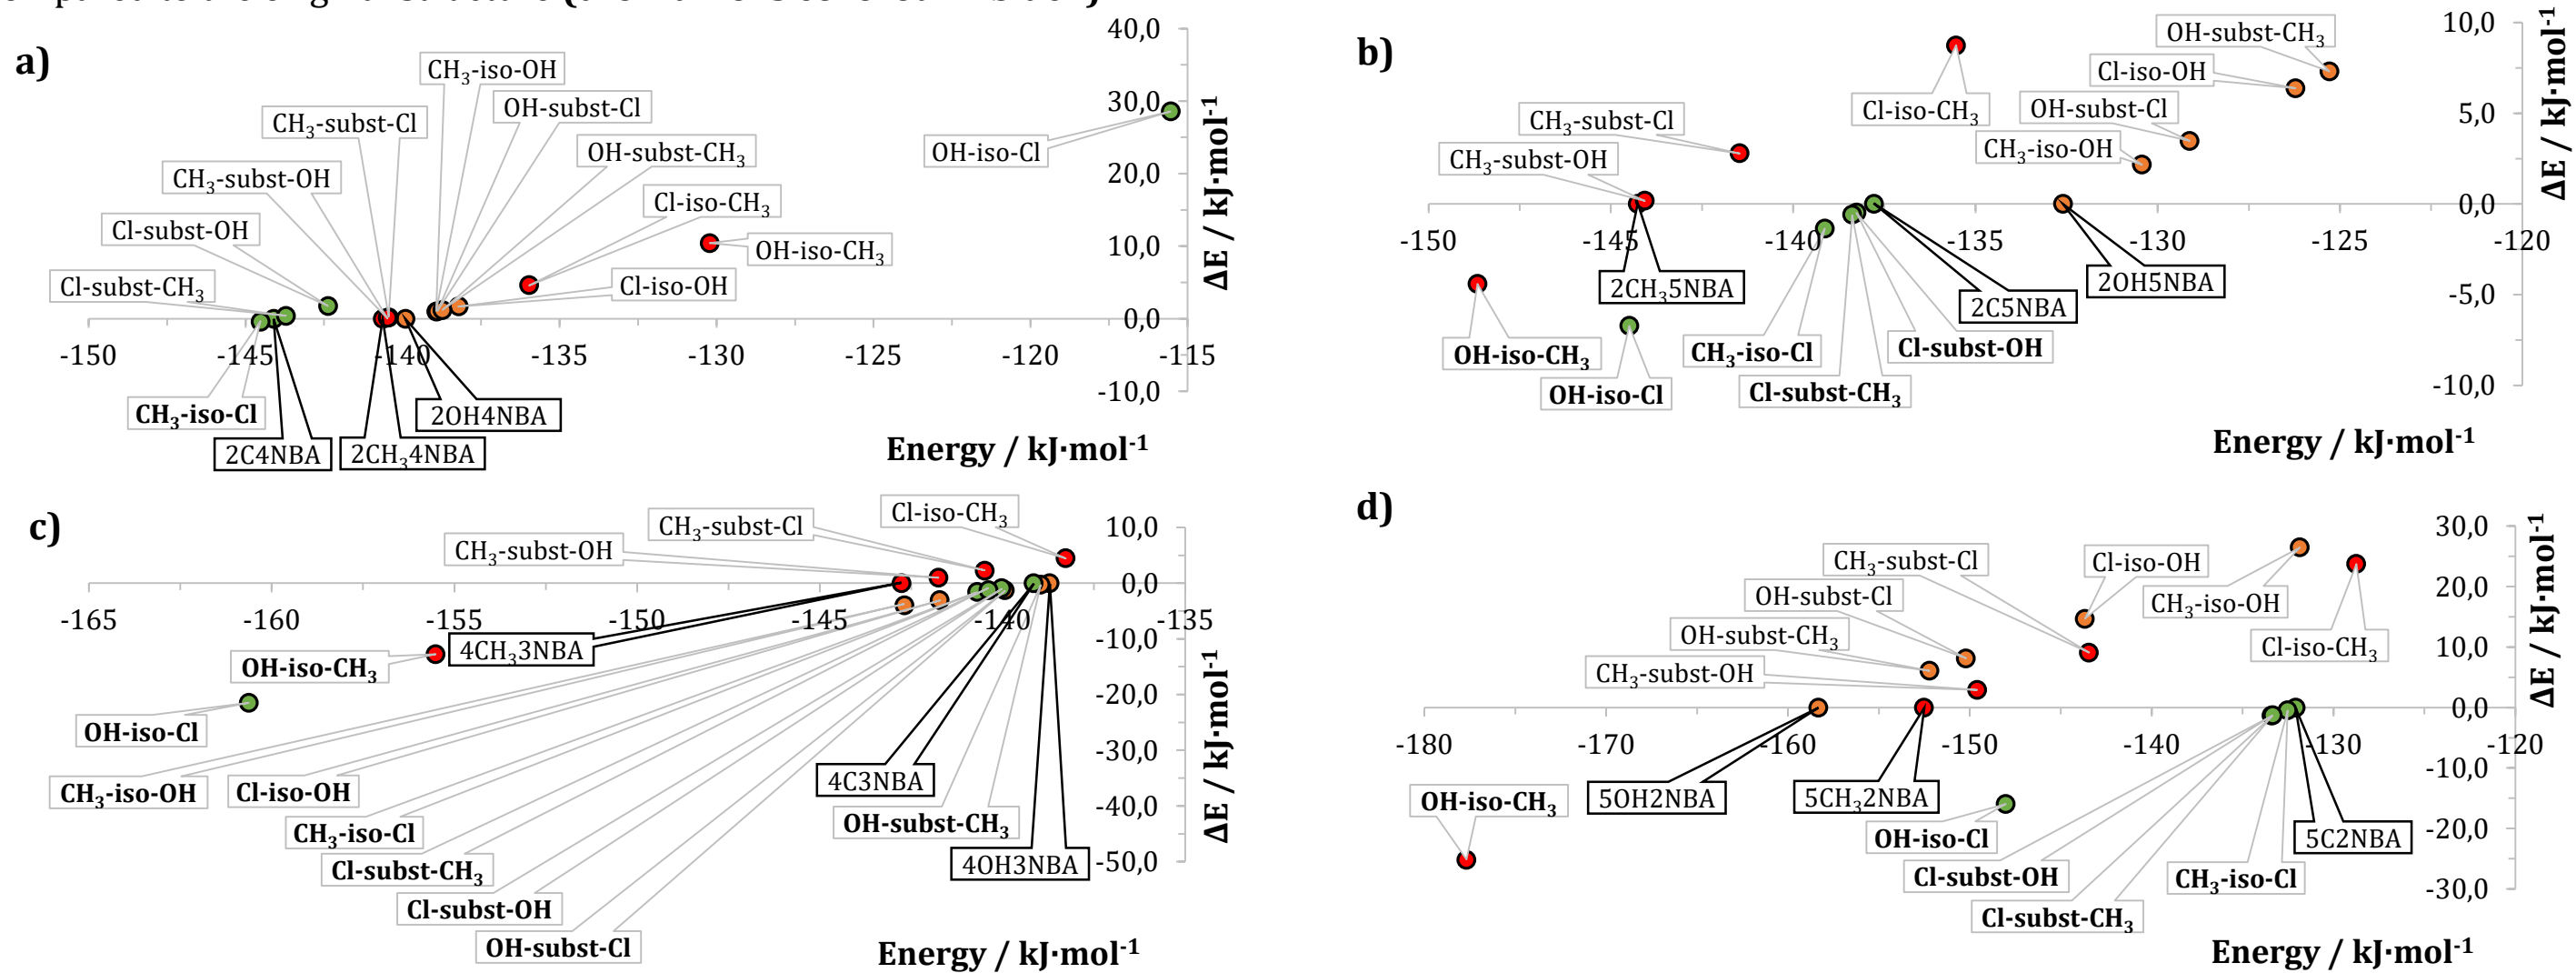 a)
40,0
30,0
20,0
10,0
0,0
-10,0
ΔE / kJ·mol⁻¹
CH₃-iso-OH
OH-subst-Cl
CH₃-subst-Cl
OH-subst-CH₃
CH₃-subst-OH
Cl-iso-CH₃
OH-iso-Cl
Cl-subst-OH
OH-iso-CH₃
Cl-subst-CH₃
Cl-iso-OH
-150
-145
-140
-135
-130
-125
-120
-115
CH₃-iso-Cl
2OH4NBA
2C4NBA
2CH₃4NBA
Energy / kJ·mol⁻¹
b)
10,0
5,0
0,0
-5,0
-10,0
ΔE / kJ·mol⁻¹
OH-subst-CH₃
Cl-iso-OH
Cl-iso-CH₃
OH-subst-Cl
CH₃-subst-Cl
CH₃-iso-OH
CH₃-subst-OH
-150
-145
-140
-135
-130
-125
-120
2CH₃5NBA
2C5NBA
2OH5NBA
OH-iso-CH₃
CH₃-iso-Cl
Cl-subst-OH
OH-iso-Cl
Cl-subst-CH₃
Energy / kJ·mol⁻¹
c)
10,0
0,0
-10,0
-20,0
-30,0
-40,0
-50,0
ΔE / kJ·mol⁻¹
Cl-iso-CH₃
CH₃-subst-Cl
CH₃-subst-OH
-165
-160
-155
-150
-145
-140
-135
4CH₃3NBA
OH-iso-CH₃
OH-iso-Cl
CH₃-iso-OH
Cl-iso-OH
4C3NBA
CH₃-iso-Cl
OH-subst-CH₃
Cl-subst-CH₃
4OH3NBA
Cl-subst-OH
OH-subst-Cl
Energy / kJ·mol⁻¹
d)
30,0
20,0
10,0
0,0
-10,0
-20,0
-30,0
ΔE / kJ·mol⁻¹
CH₃-subst-Cl
Cl-iso-OH
OH-subst-Cl
CH₃-iso-OH
OH-subst-CH₃
Cl-iso-CH₃
CH₃-subst-OH
-180
-170
-160
-150
-140
-130
-120
OH-iso-CH₃
5OH2NBA
5CH₃2NBA
OH-iso-Cl
5C2NBA
Cl-subst-OH
CH₃-iso-Cl
Cl-subst-CH₃
Energy / kJ·mol⁻¹